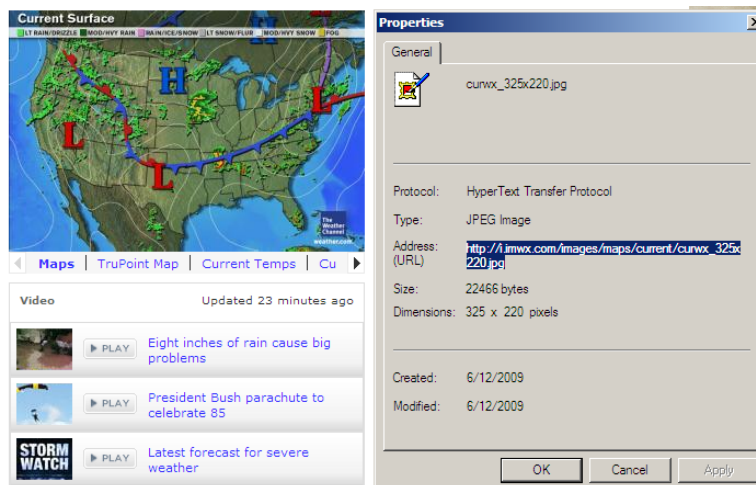 Current Surface
LT RAIN/DRIZZLE MOD/HVY RAIN RAIN/ICE/SNOW LT SNOW/FLUR MOD/HVY SNOW FOG
H
H
L
L
L
The
Weather
Channel
weather.com
Maps | TruPoint Map | Current Temps | Cu
Video Updated 23 minutes ago
PLAY Eight inches of rain cause big
problems
PLAY President Bush parachute to
celebrate 85
STORM
WATCH
PLAY Latest forecast for severe
weather
Properties
General
curwx_325x220.jpg
Protocol: HyperText Transfer Protocol
Type: JPEG Image
Address: http://i.imwx.com/images/maps/current/curwx_325x
(URL) 220.jpg
Size: 22466 bytes
Dimensions: 325 x 220 pixels
Created: 6/12/2009
Modified: 6/12/2009
OK Cancel Apply